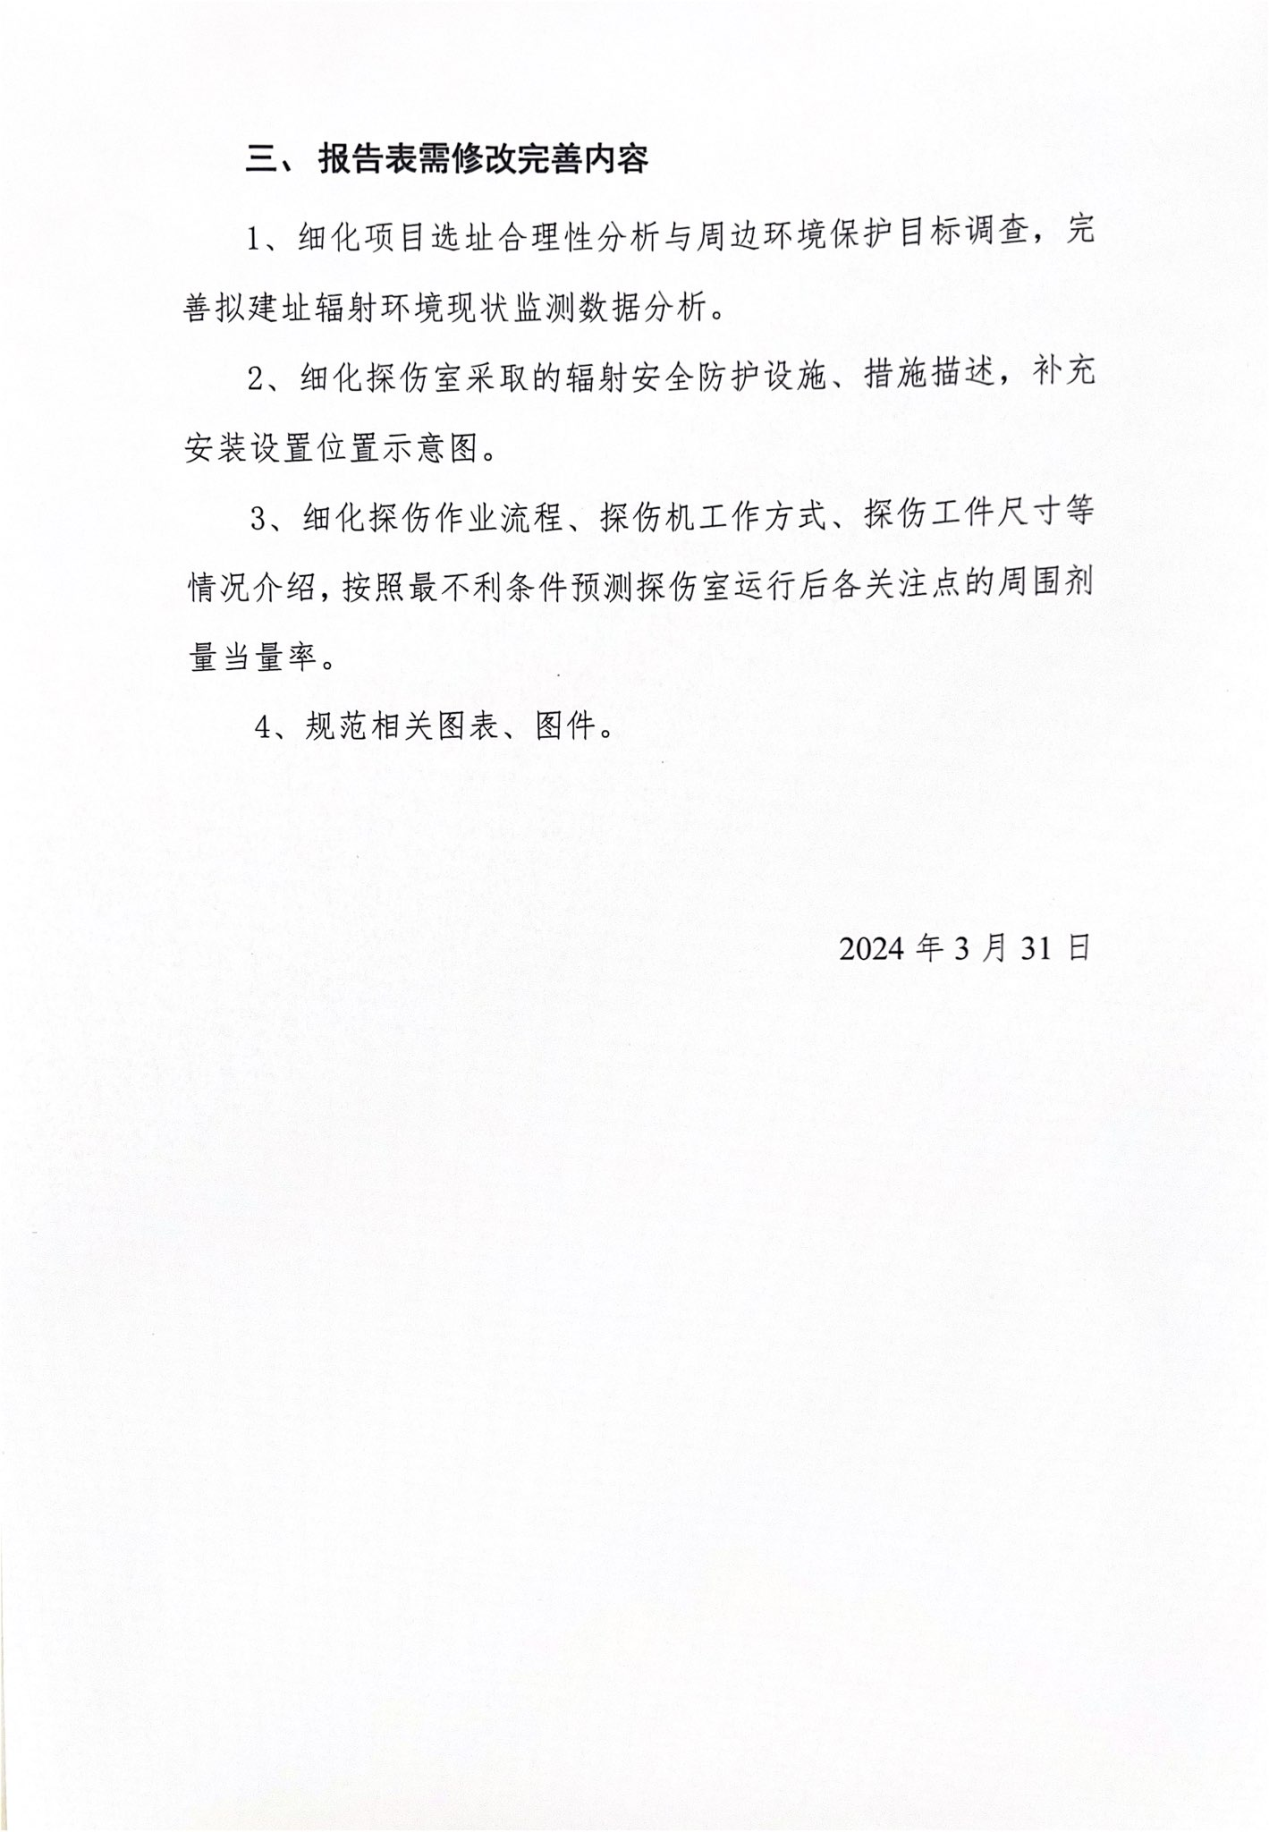 三、 报告表需修改完善内容
1、细化项目选址合理性分析与周边环境保护目标调查，完
善拟建址辐射环境现状监测数据分析。
2、细化探伤室采取的辐射安全防护设施、措施描述，补充
安装设置位置示意图。
3、细化探伤作业流程、探伤机工作方式、探伤工件尺寸等
情况介绍，按照最不利条件预测探伤室运行后各关注点的周围剂
量当量率。
4、规范相关图表、图件。
2024 年 3 月 31 日